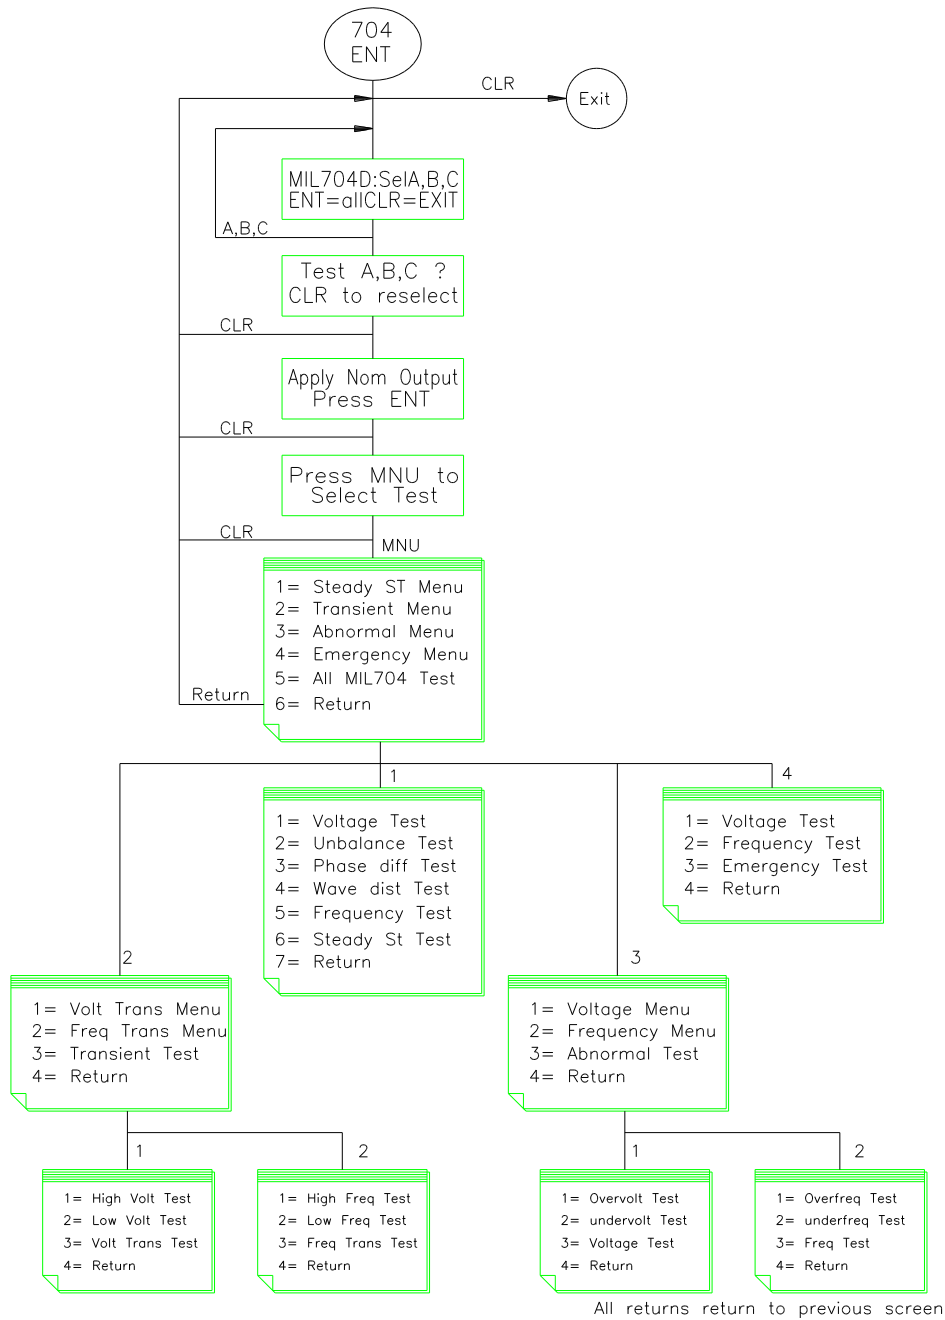 704
ENT
CLR
Exit
MIL704D:SelA,B,C
ENT=allCLR=EXIT
A,B,C
Test A,B,C ?
CLR to reselect
CLR
Apply Nom Output
Press ENT
CLR
Press MNU to
Select Test
CLR
MNU
1= Steady ST Menu
2= Transient Menu
3= Abnormal Menu
4= Emergency Menu
5= All MIL704 Test
6= Return
Return
1
1= Voltage Test
2= Unbalance Test
3= Phase diff Test
4= Wave dist Test
5= Frequency Test
6= Steady St Test
7= Return
4
1= Voltage Test
2= Frequency Test
3= Emergency Test
4= Return
2
1= Volt Trans Menu
2= Freq Trans Menu
3= Transient Test
4= Return
3
1= Voltage Menu
2= Frequency Menu
3= Abnormal Test
4= Return
1
1= High Volt Test
2= Low Volt Test
3= Volt Trans Test
4= Return
2
1= High Freq Test
2= Low Freq Test
3= Freq Trans Test
4= Return
1
1= Overvolt Test
2= undervolt Test
3= Voltage Test
4= Return
2
1= Overfreq Test
2= underfreq Test
3= Freq Test
4= Return
All returns return to previous screen